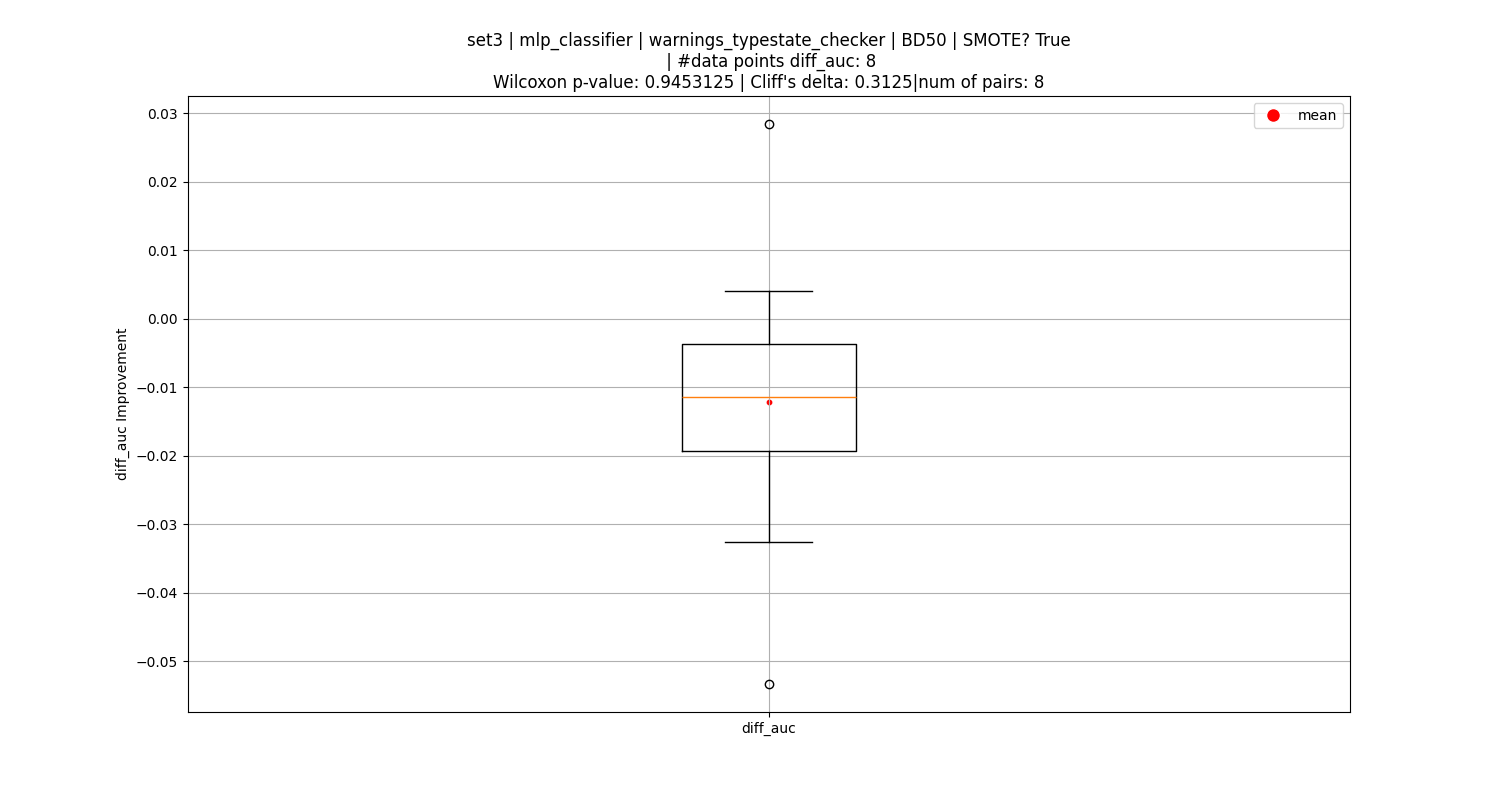 set3 | mlp_classifier | warnings_typestate_checker | BD50 | SMOTE? True
| #data points diff_auc: 8
Wilcoxon p-value: 0.9453125 | Cliff's delta: 0.3125|num of pairs: 8
mean
0.03
0.02
0.01
0.00
−0.01
−0.02
−0.03
−0.04
−0.05
diff_auc Improvement
diff_auc